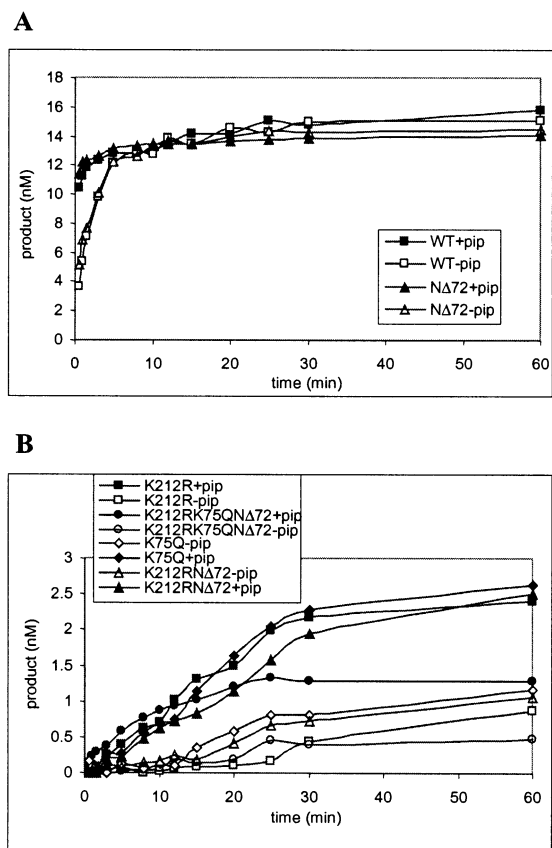 A
18
16
14
12
10
8
6
4
2
0
product (nM)
WT+pip
WT-pip
NΔ72+pip
NΔ72-pip
0 10 20 30 40 50 60
time (min)
B
K212R+pip
K212R-pip
K212RK75QNΔ72+pip
K212RK75QNΔ72-pip
K75Q-pip
K75Q+pip
K212RNΔ72-pip
K212RNΔ72+pip
3
2.5
2
1.5
1
0.5
0
product (nM)
0 10 20 30 40 50 60
time (min)